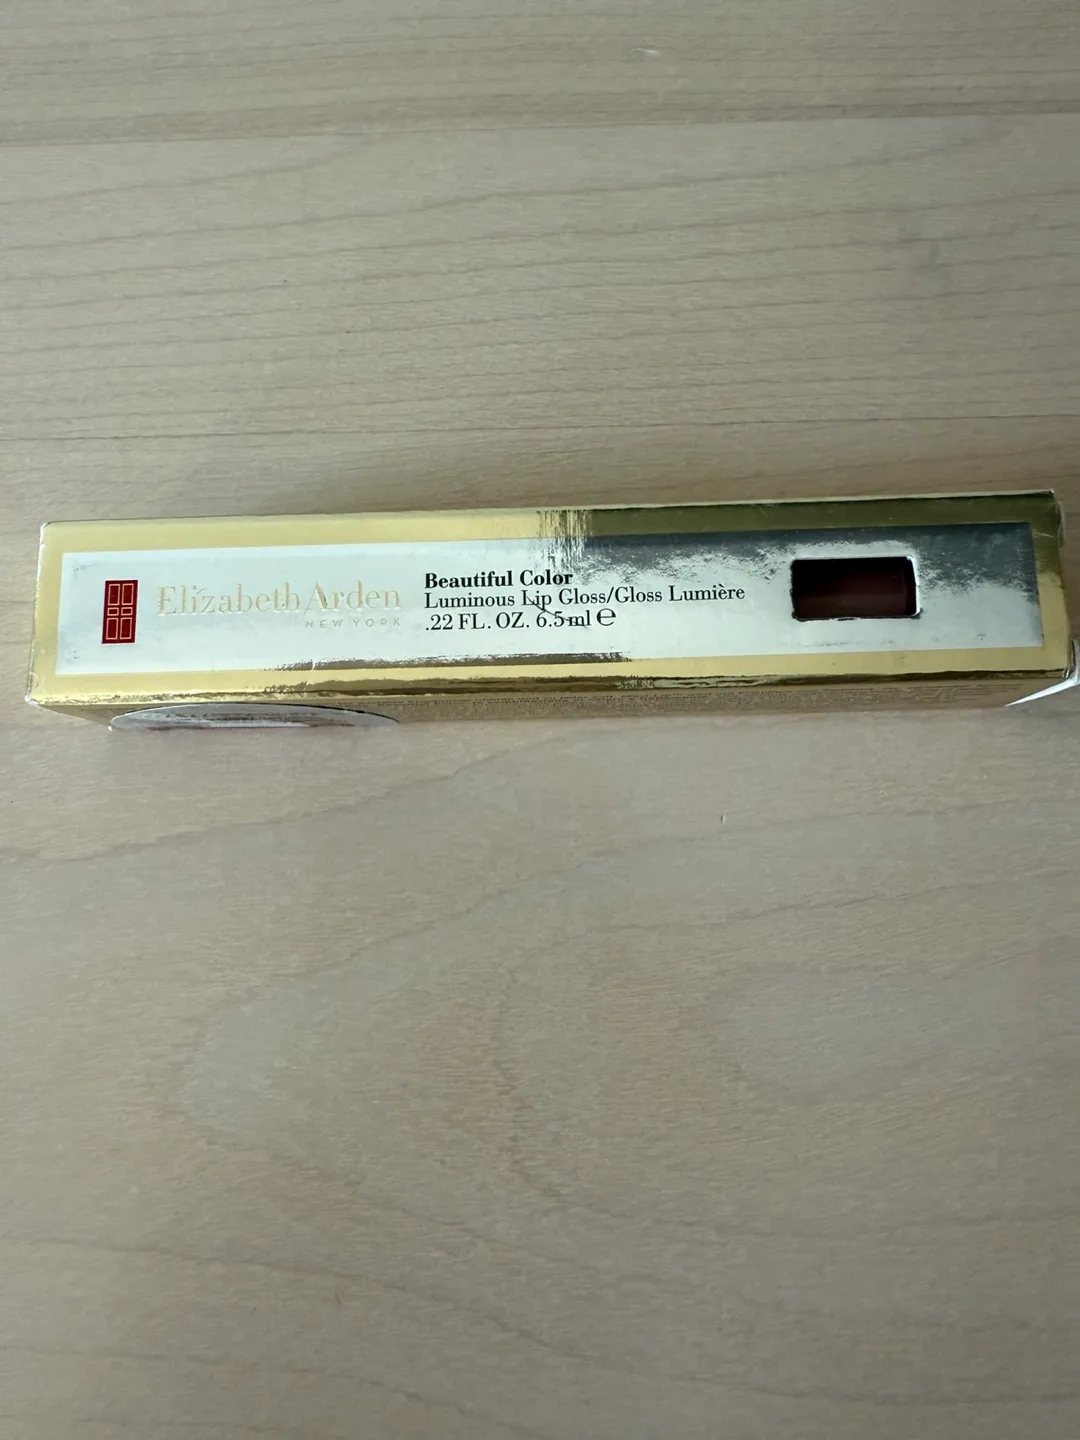 Elizabeth Arden
NEW YORK
Beautiful Color
Luminous Lip Gloss/Gloss Lumière
.22 FL. OZ. 6.5 ml ℮